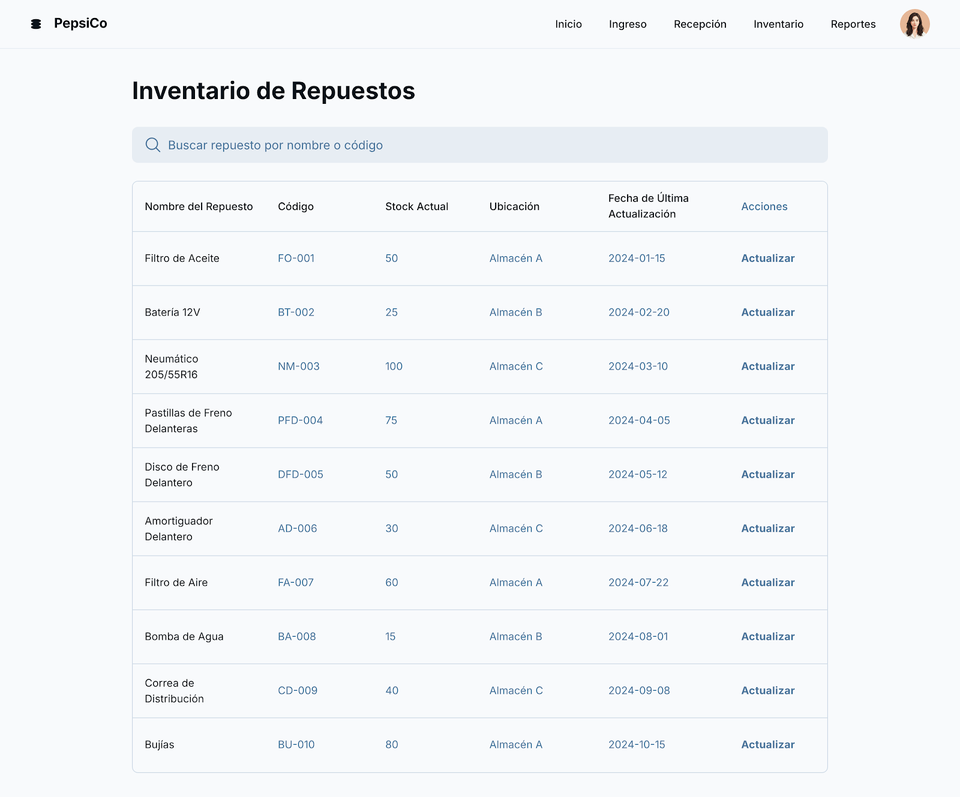 PepsiCo
Inicio Ingreso Recepción Inventario Reportes
Inventario de Repuestos
Buscar repuesto por nombre o código
Nombre del Repuesto Código Stock Actual Ubicación Fecha de Última Actualización Acciones
Filtro de Aceite FO-001 50 Almacén A 2024-01-15 Actualizar
Batería 12V BT-002 25 Almacén B 2024-02-20 Actualizar
Neumático 205/55R16 NM-003 100 Almacén C 2024-03-10 Actualizar
Pastillas de Freno Delanteras PFD-004 75 Almacén A 2024-04-05 Actualizar
Disco de Freno Delantero DFD-005 50 Almacén B 2024-05-12 Actualizar
Amortiguador Delantero AD-006 30 Almacén C 2024-06-18 Actualizar
Filtro de Aire FA-007 60 Almacén A 2024-07-22 Actualizar
Bomba de Agua BA-008 15 Almacén B 2024-08-01 Actualizar
Correa de Distribución CD-009 40 Almacén C 2024-09-08 Actualizar
Bujías BU-010 80 Almacén A 2024-10-15 Actualizar